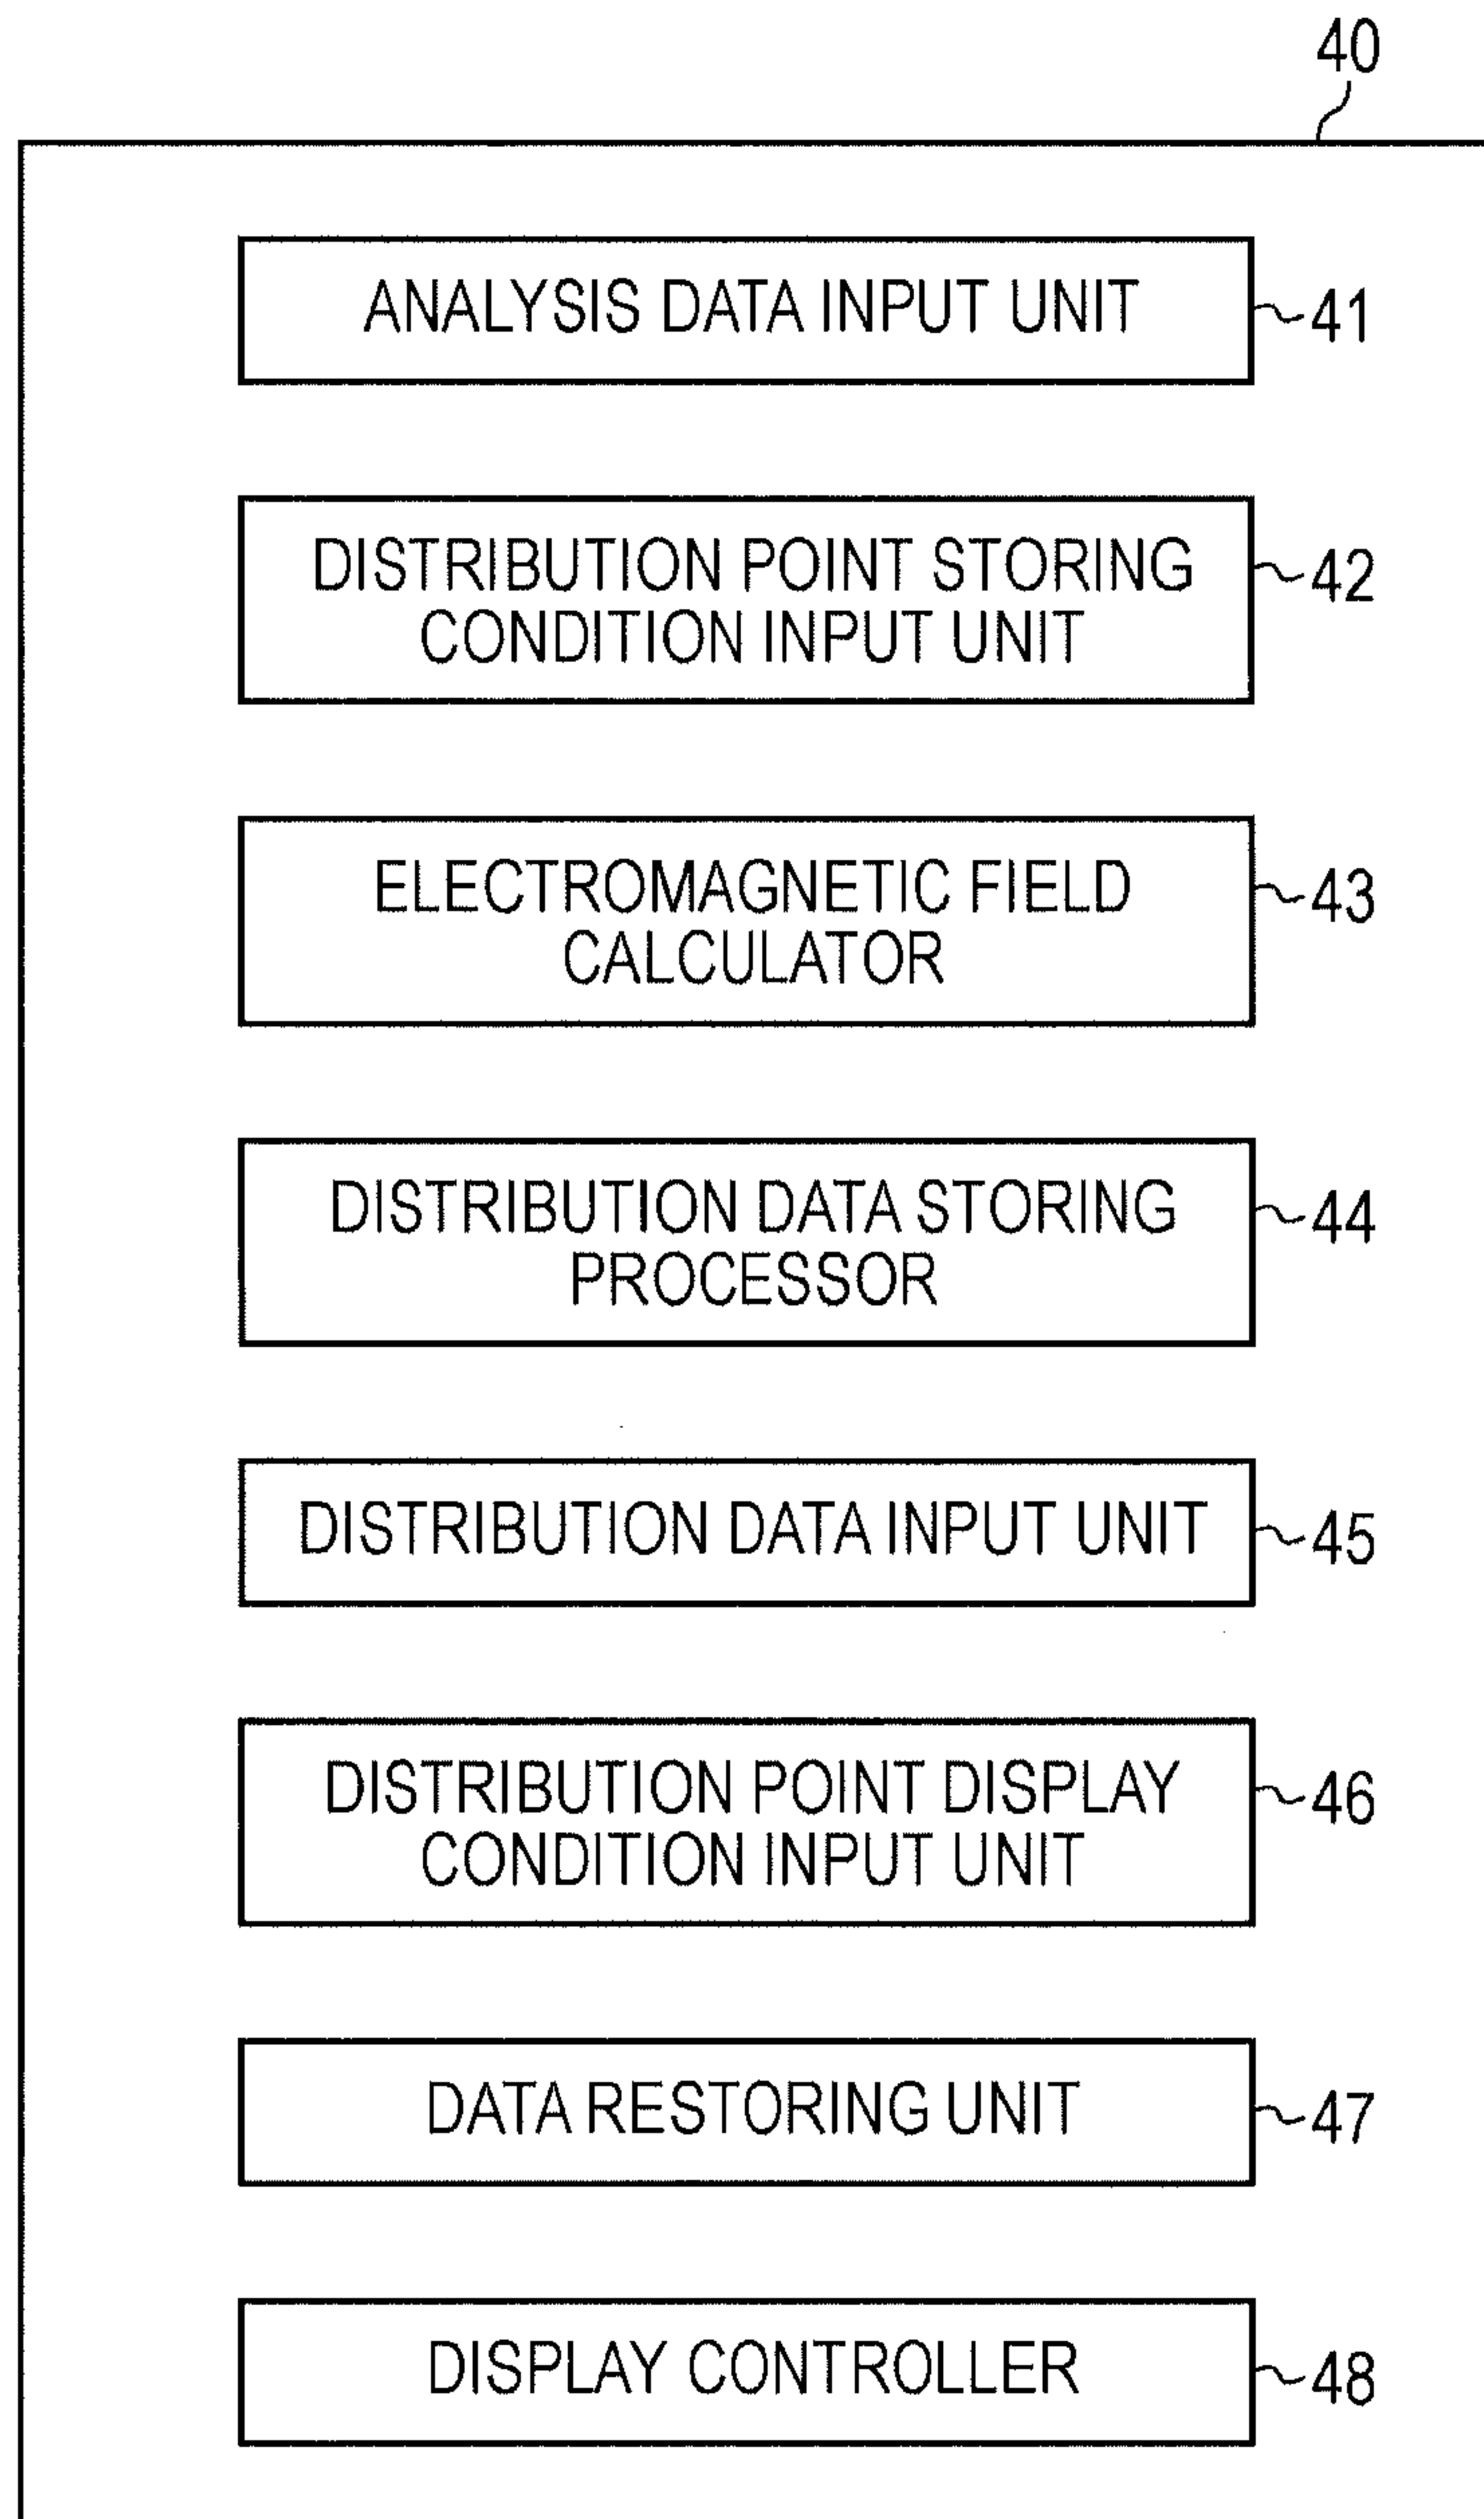 40
ANALYSIS DATA INPUT UNIT
41
DISTRIBUTION POINT STORING
CONDITION INPUT UNIT
42
ELECTROMAGNETIC FIELD
CALCULATOR
43
DISTRIBUTION DATA STORING
PROCESSOR
44
DISTRIBUTION DATA INPUT UNIT
45
DISTRIBUTION POINT DISPLAY
CONDITION INPUT UNIT
46
DATA RESTORING UNIT
47
DISPLAY CONTROLLER
48